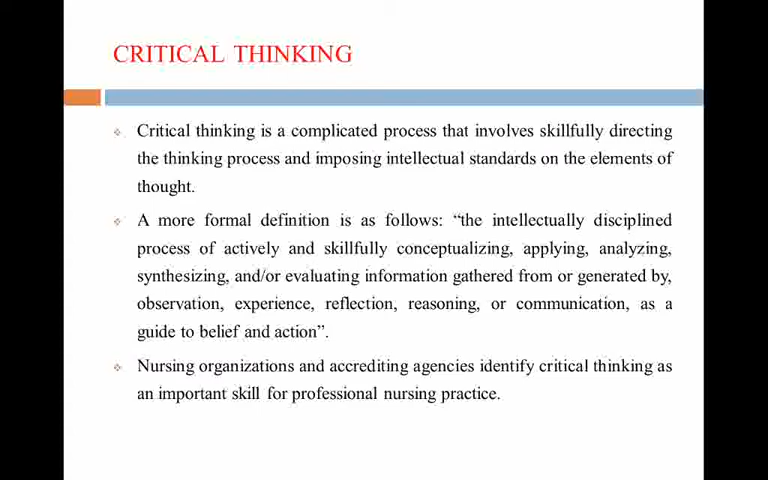 CRITICAL THINKING
Critical thinking is a complicated process that involves skillfully directing
the thinking process and imposing intellectual standards on the elements of
thought.
A more formal definition is as follows: “the intellectually disciplined
process of actively and skillfully conceptualizing, applying, analyzing,
synthesizing, and/or evaluating information gathered from or generated by,
observation, experience, reflection, reasoning, or communication, as a
guide to belief and action”.
Nursing organizations and accrediting agencies identify critical thinking as
an important skill for professional nursing practice.